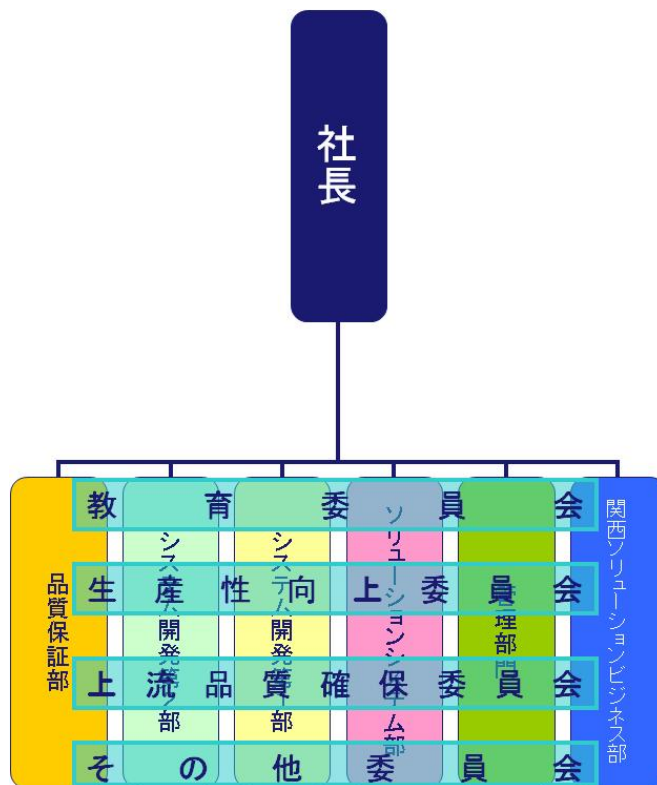 社長
教育委員会
生産性向上委員会
上流品質確保委員会
その他委員会
品質保証部
システム開発第2部
システム開発第1部
ソリューションシステム部
管理部門
関西ソリューションビジネス部